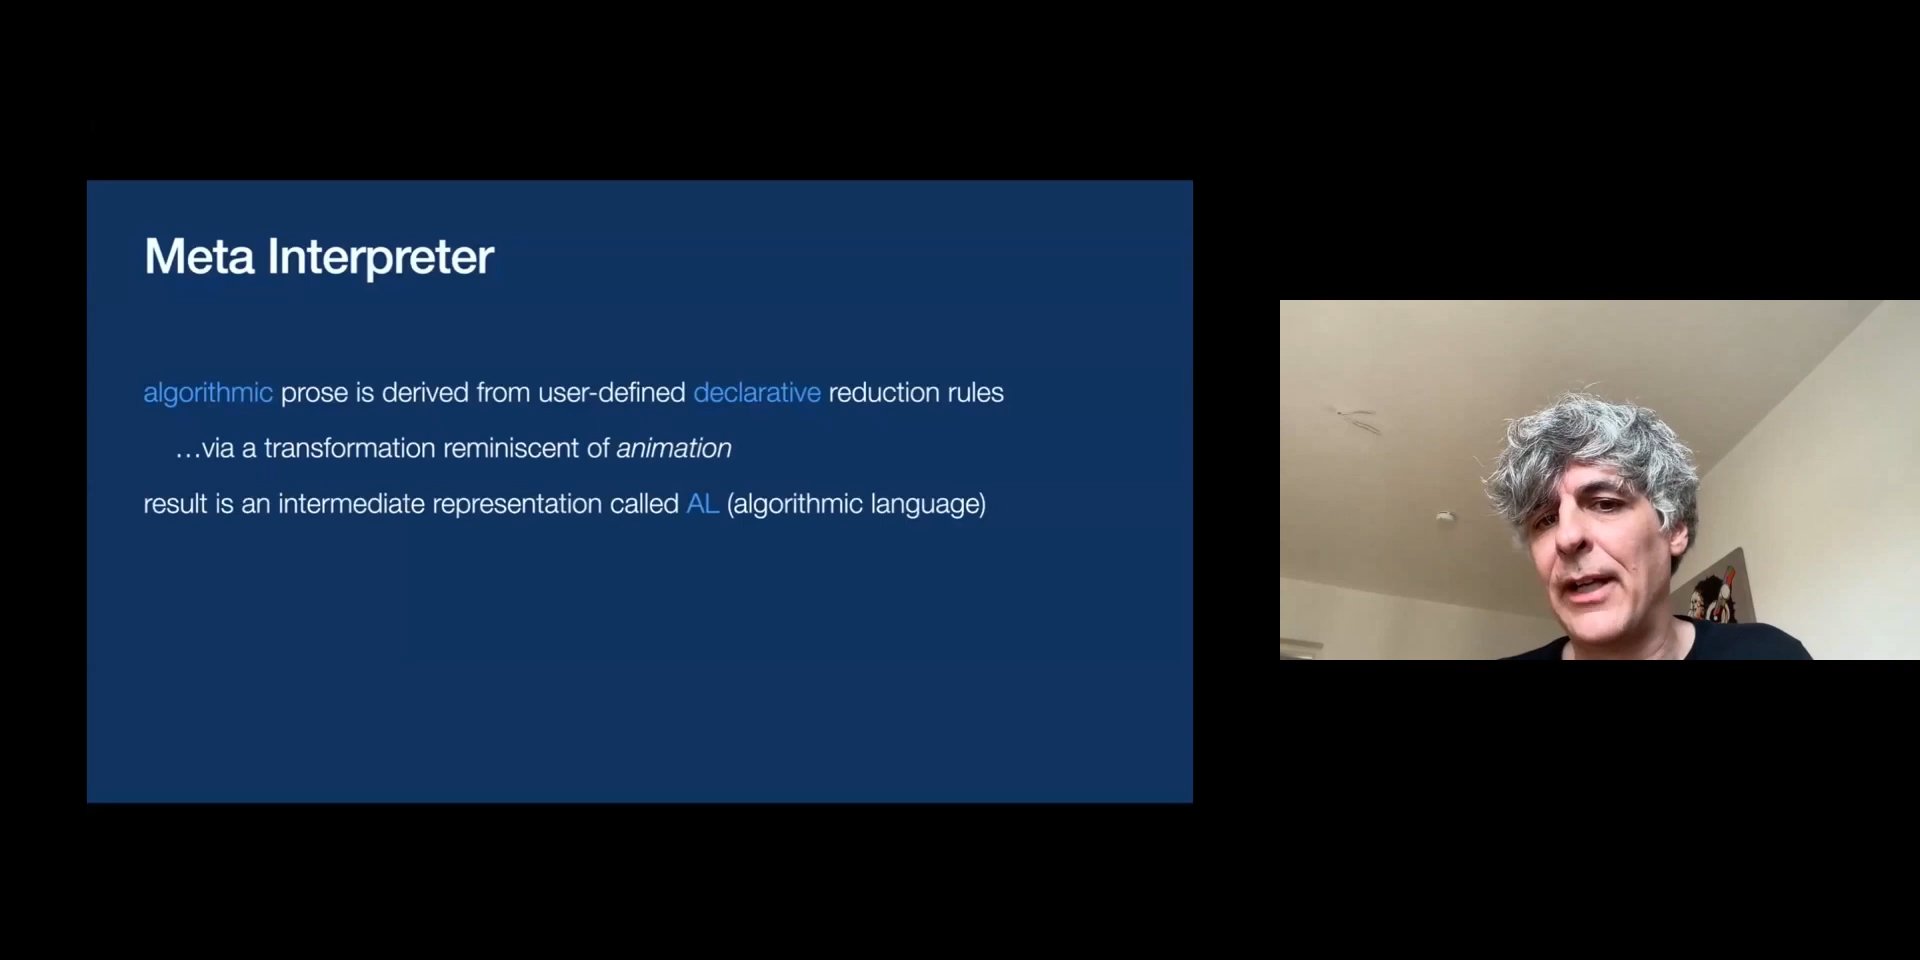 Meta Interpreter
algorithmic prose is derived from user-defined declarative reduction rules
…via a transformation reminiscent of animation
result is an intermediate representation called AL (algorithmic language)